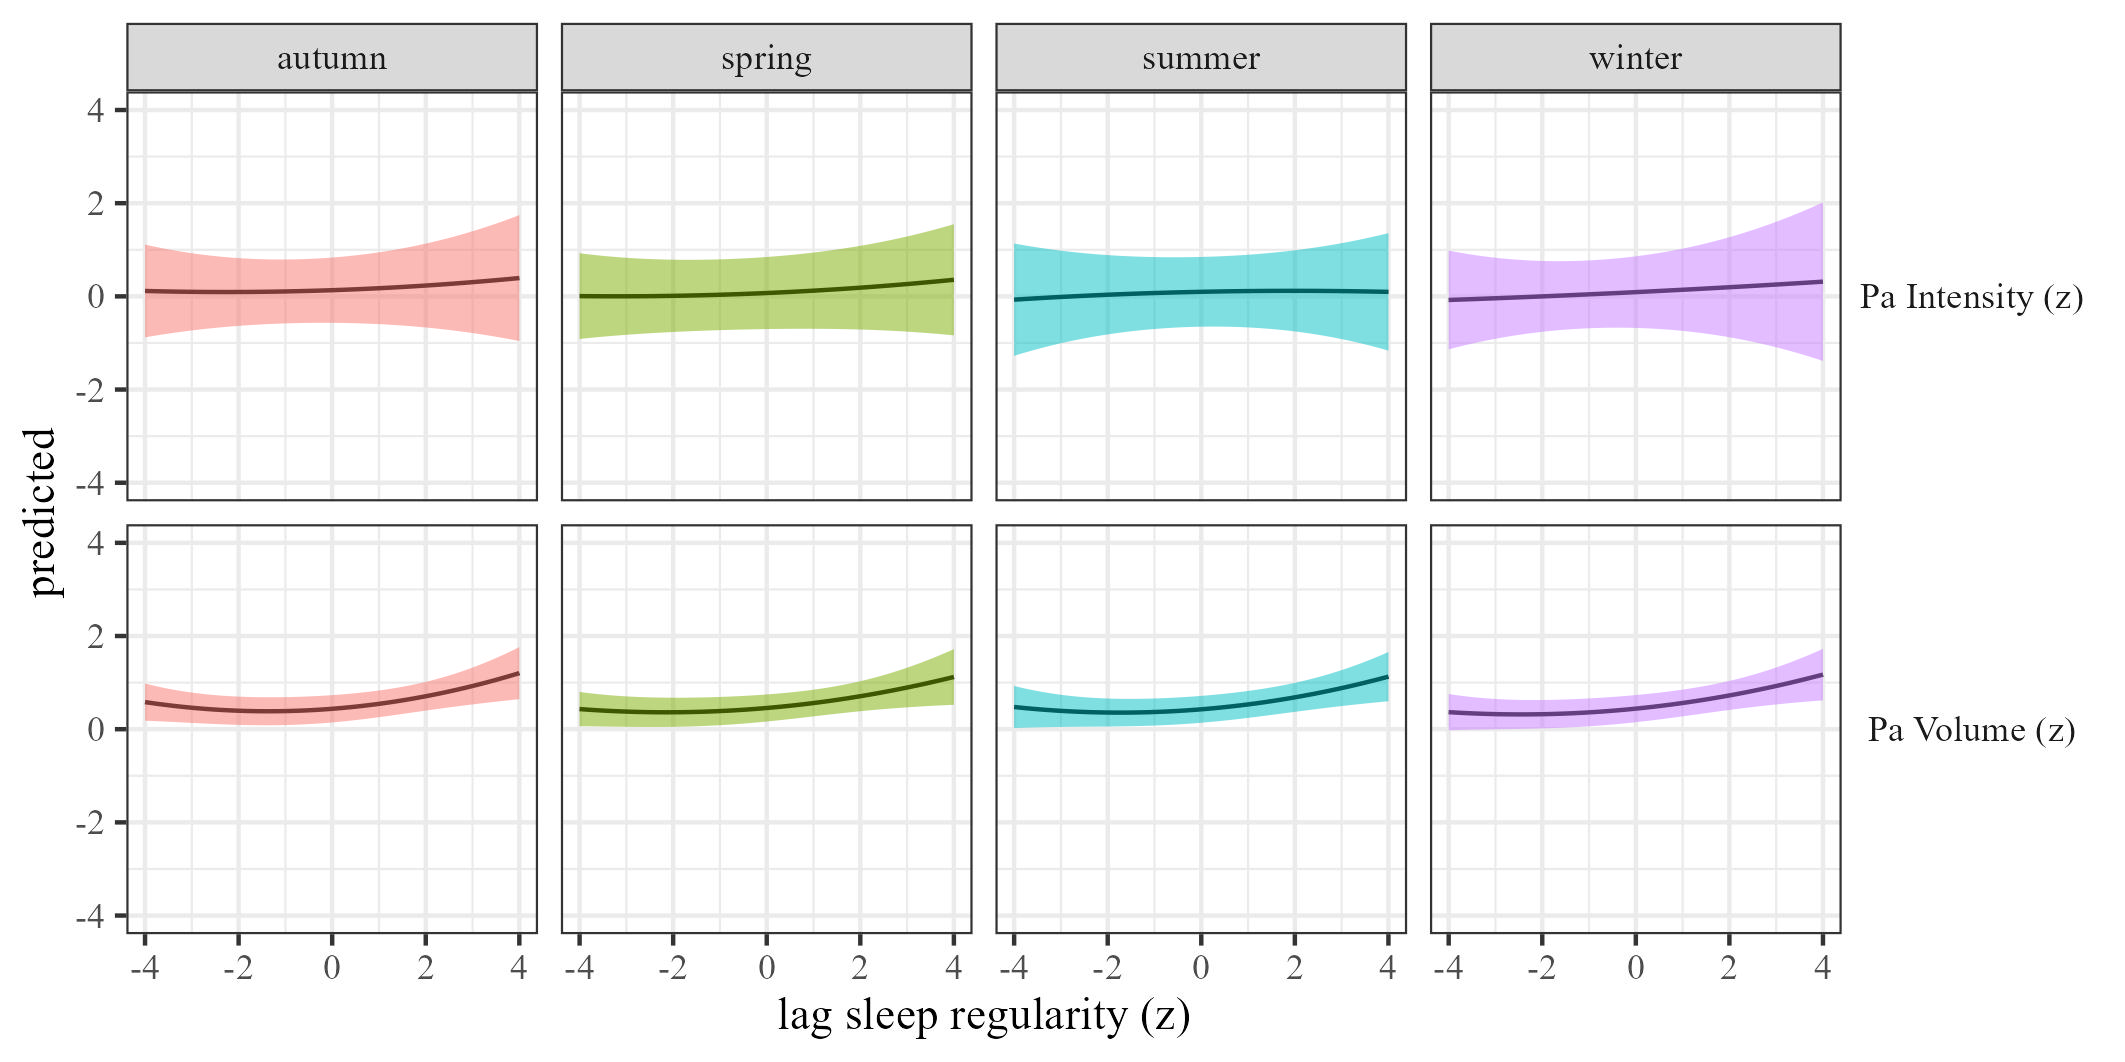 autumn spring summer winter
4
2
0
-2
-4
Pa Intensity (z)
predicted
4
2
0
-2
-4
Pa Volume (z)
-4 -2 0 2 4 -4 -2 0 2 4 -4 -2 0 2 4 -4 -2 0 2 4
lag sleep regularity (z)